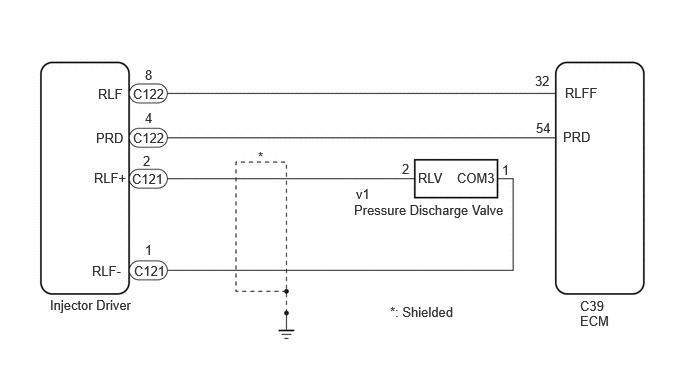 8
32
RLF
C122
RLFF
4
54
PRD
C122
PRD
2
*
2
1
RLF+
C121
RLV
COM3
v1
Pressure Discharge Valve
1
RLF-
C121
Injector Driver
*: Shielded
C39
ECM